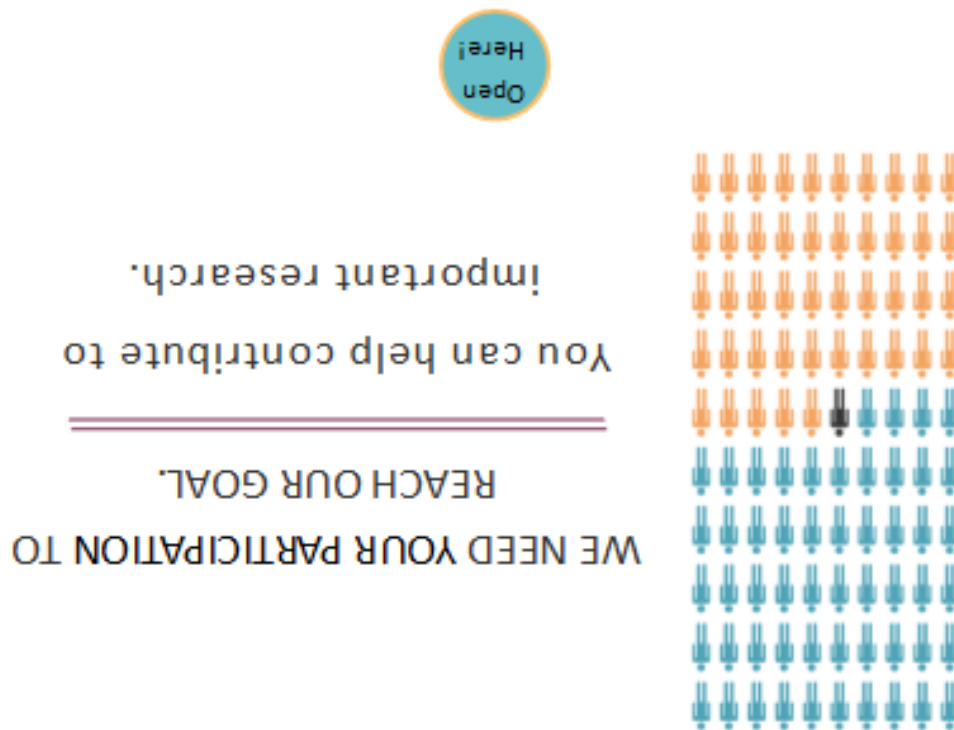 WE NEED YOUR PARTICIPATION TO
REACH OUR GOAL.
You can help contribute to
important research.
Open
Here!